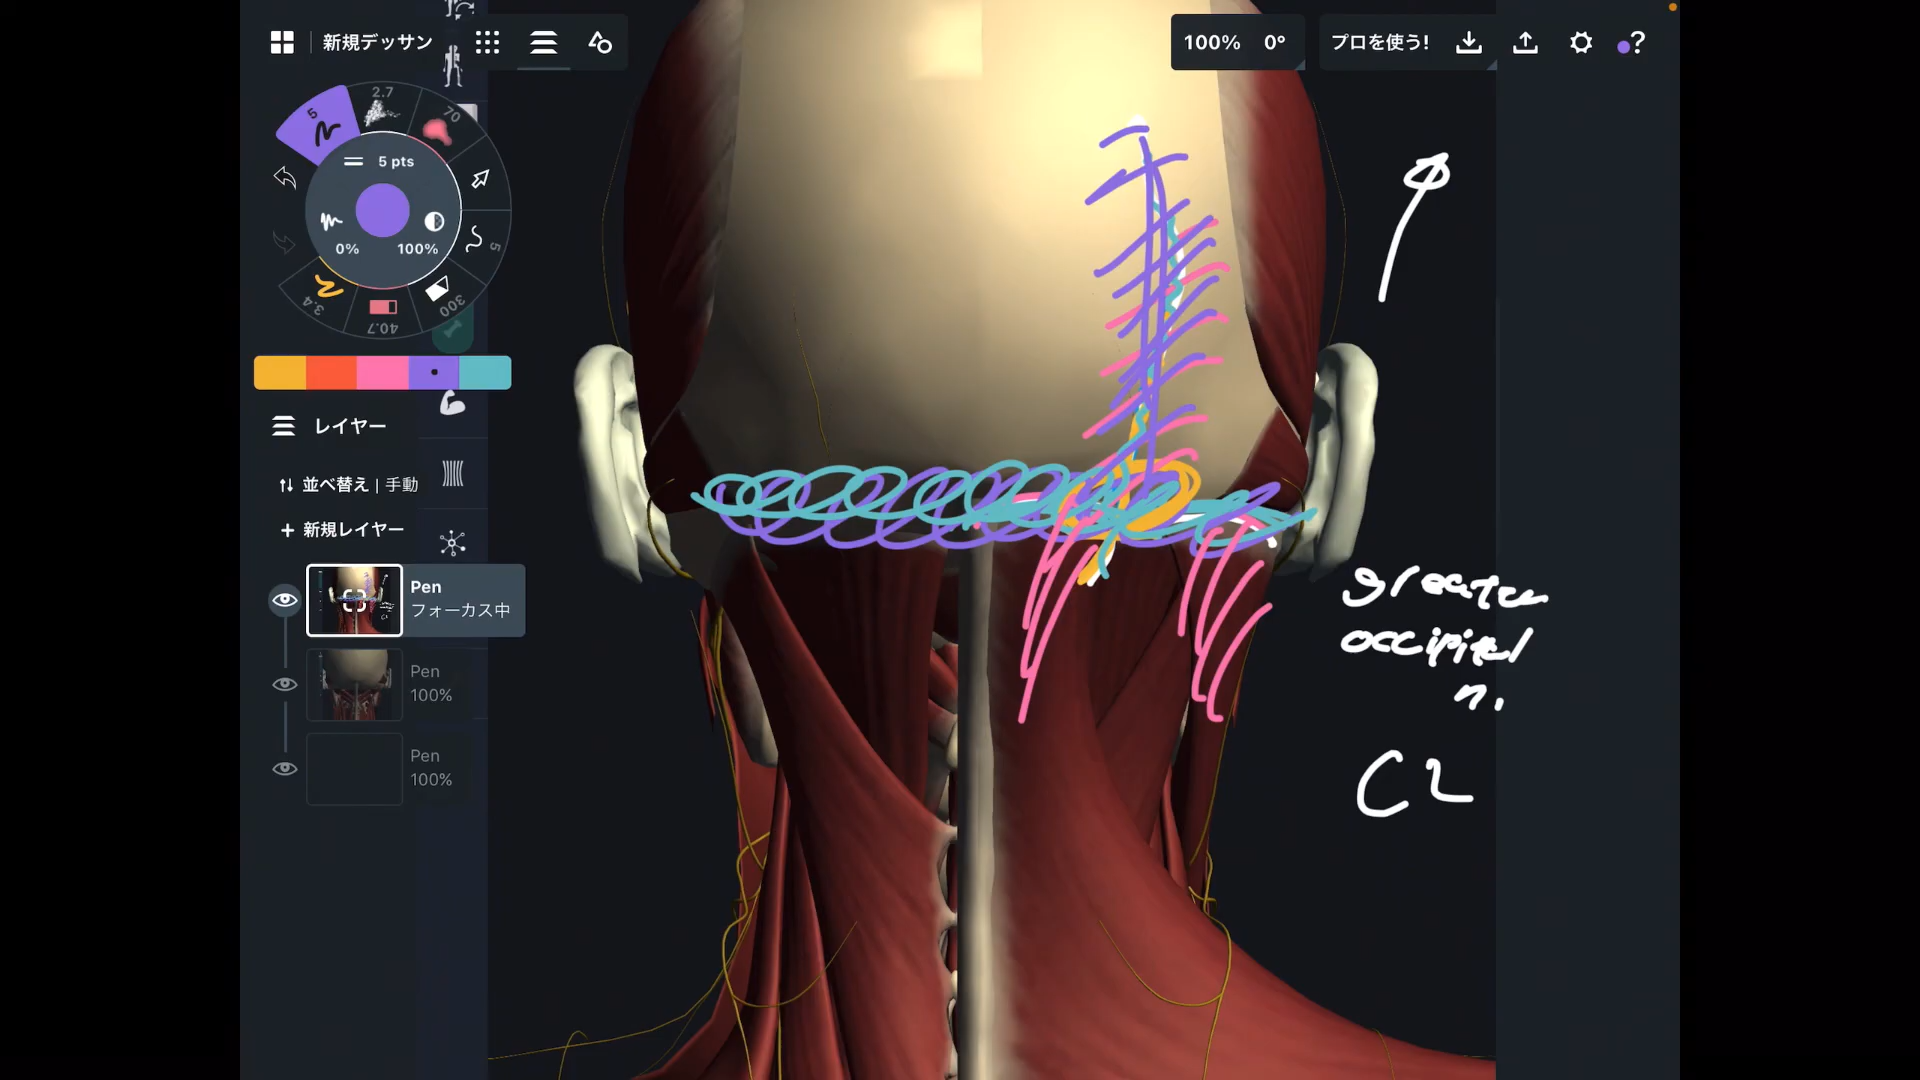 新規デッサン
100% 0°
プロを使う!
?
2.7
5
70
5 pts
0% 100%
5
3.4
300
40.7
レイヤー
並べ替え | 手動
+ 新規レイヤー
Pen
フォーカス中
Pen
100%
Pen
100%
greater
occipital
n.
C2